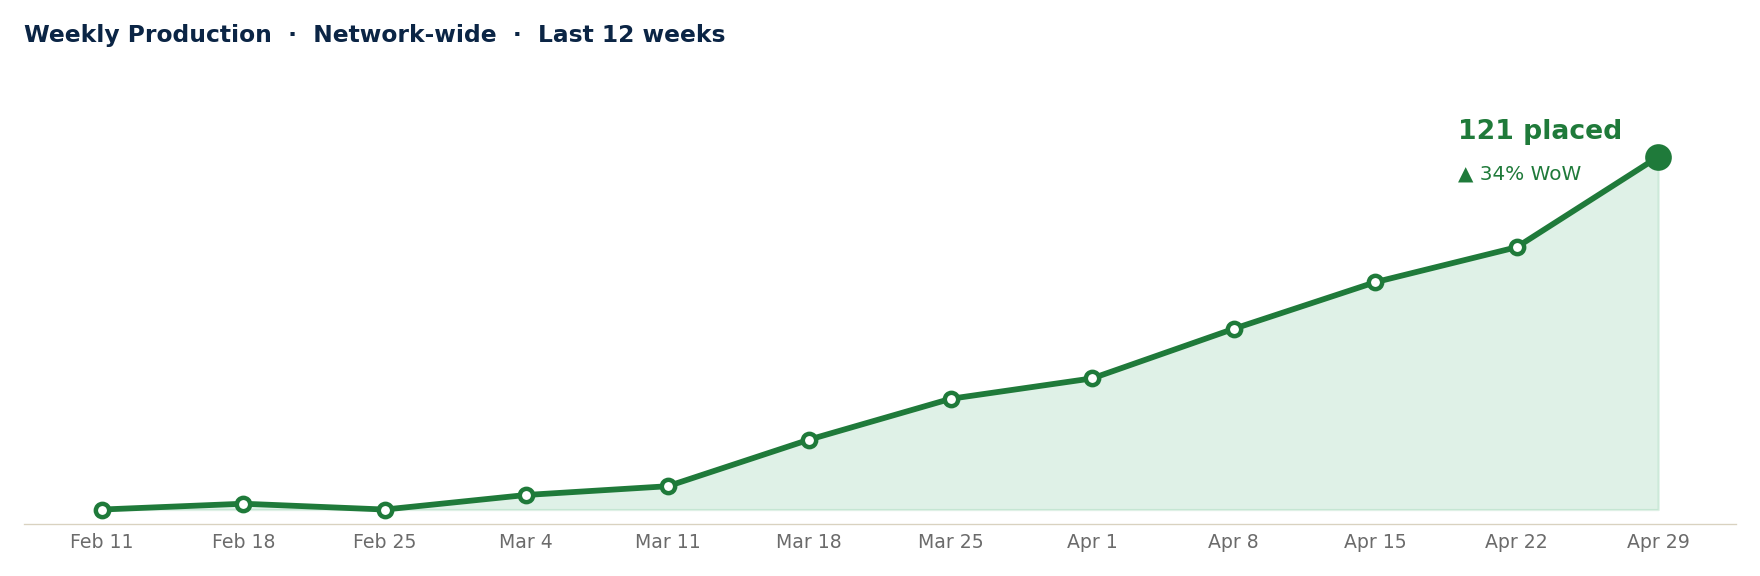 Weekly Production · Network-wide · Last 12 weeks
121 placed
▲ 34% WoW
Feb 11 Feb 18 Feb 25 Mar 4 Mar 11 Mar 18 Mar 25 Apr 1 Apr 8 Apr 15 Apr 22 Apr 29